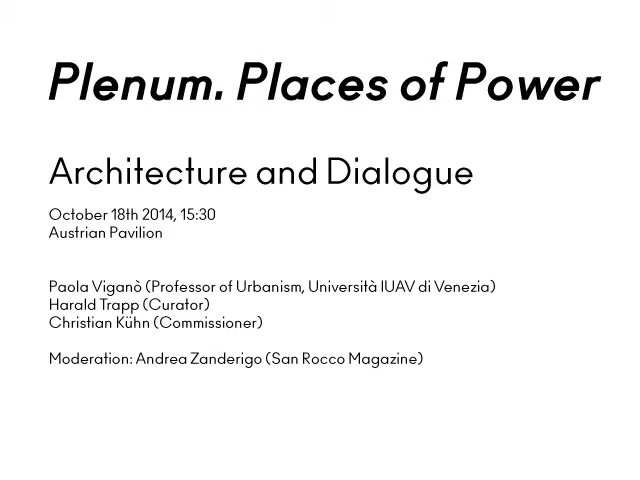 Plenum. Places of Power
Architecture and Dialogue
October 18th 2014, 15:30
Austrian Pavilion
Paola Viganò (Professor of Urbanism, Università IUAV di Venezia)
Harald Trapp (Curator)
Christian Kühn (Commissioner)
Moderation: Andrea Zanderigo (San Rocco Magazine)